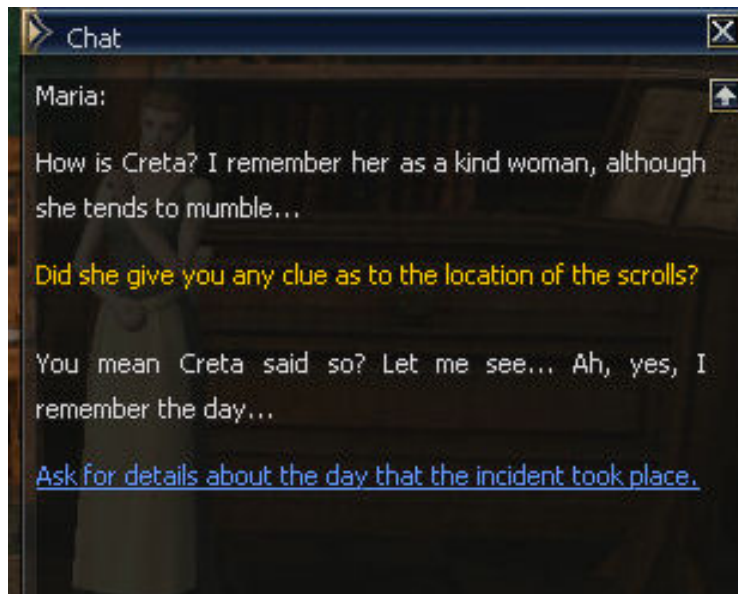 Chat
Maria:
How is Creta? I remember her as a kind woman, although
she tends to mumble...
Did she give you any clue as to the location of the scrolls?
You mean Creta said so? Let me see... Ah, yes, I
remember the day...
Ask for details about the day that the incident took place.